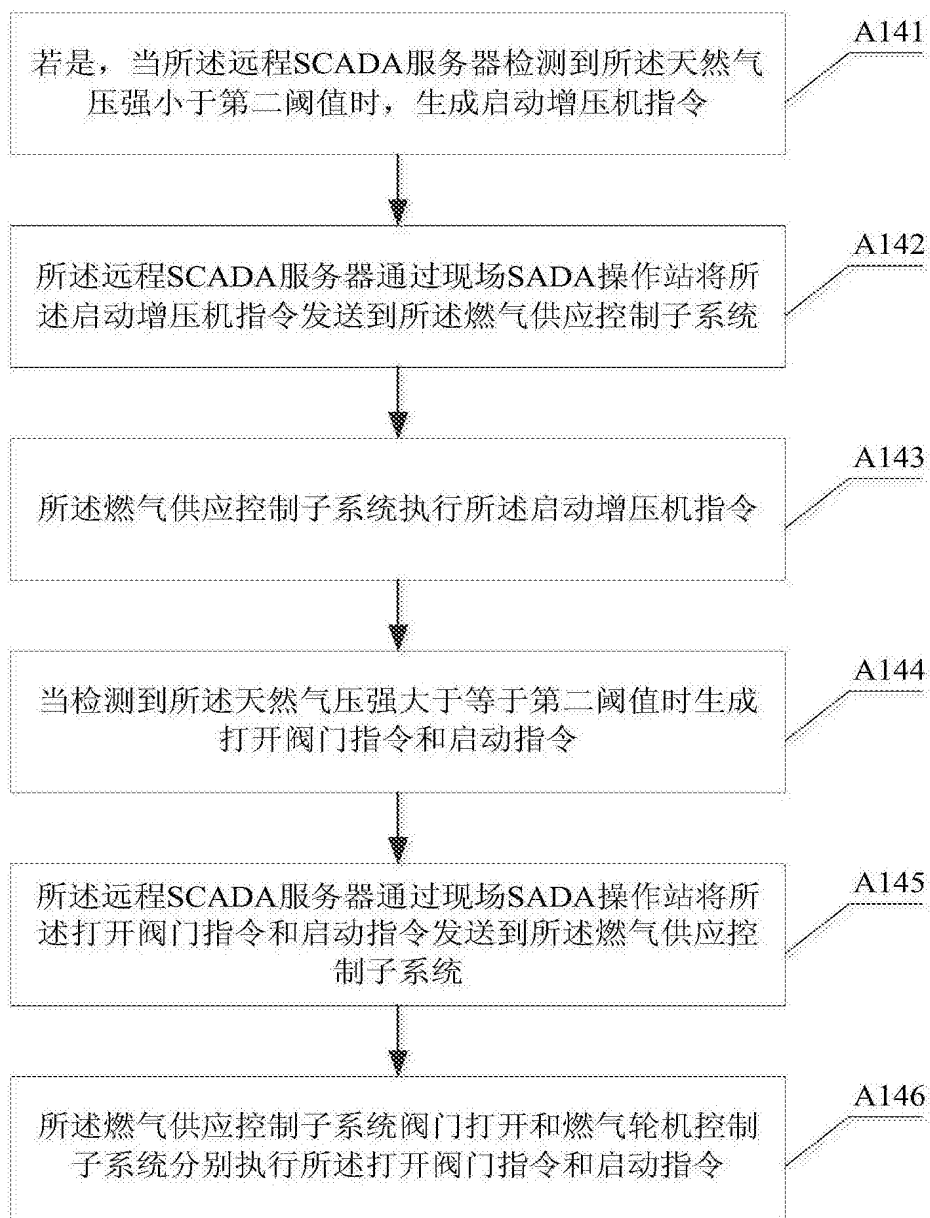 若是，当所述远程SCADA服务器检测到所述天然气
压强小于第二阈值时，生成启动增压机指令
A141
所述远程SCADA服务器通过现场SADA操作站将所
述启动增压机指令发送到所述燃气供应控制子系统
A142
所述燃气供应控制子系统执行所述启动增压机指令
A143
当检测到所述天然气压强大于等于第二阈值时生成
打开阀门指令和启动指令
A144
所述远程SCADA服务器通过现场SADA操作站将所
述打开阀门指令和启动指令发送到所述燃气供应控
制子系统
A145
所述燃气供应控制子系统阀门打开和燃气轮机控制
子系统分别执行所述打开阀门指令和启动指令
A146